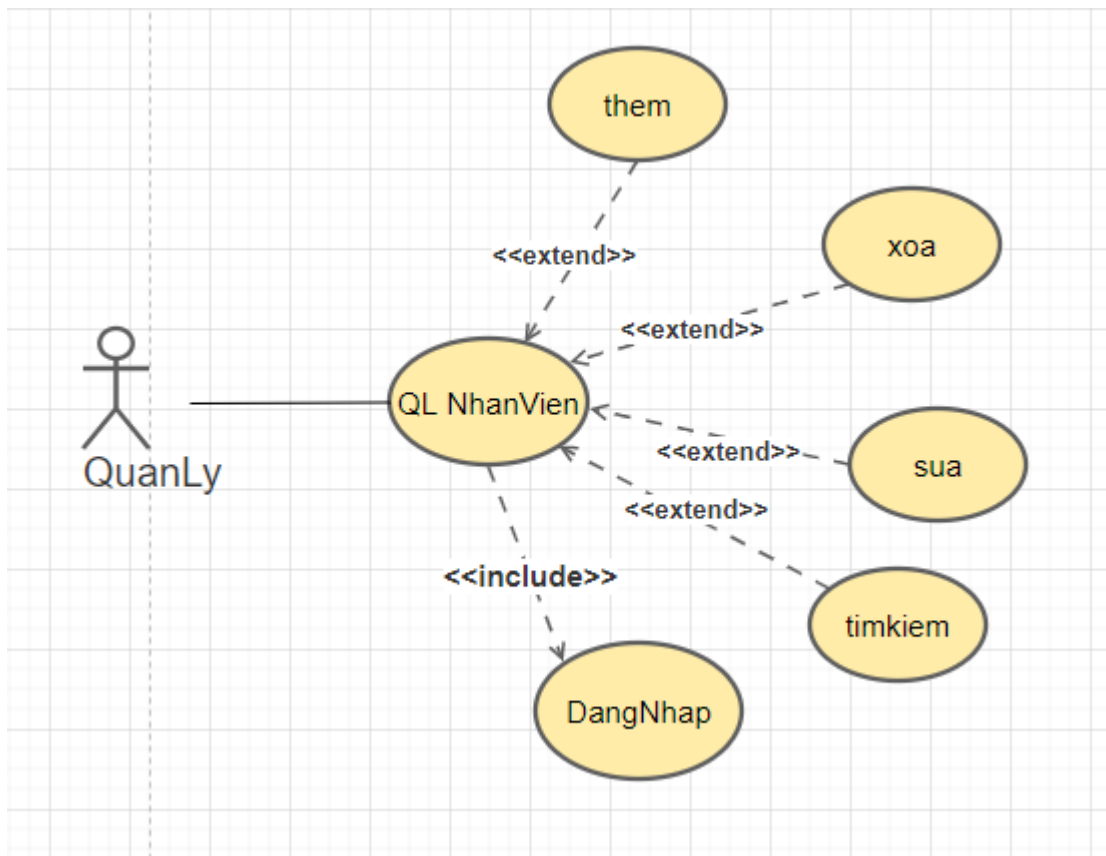 them
xoa
<<extend>>
<<extend>>
QL NhanVien
<<extend>>
sua
QuanLy
<<extend>>
<<include>>
timkiem
DangNhap